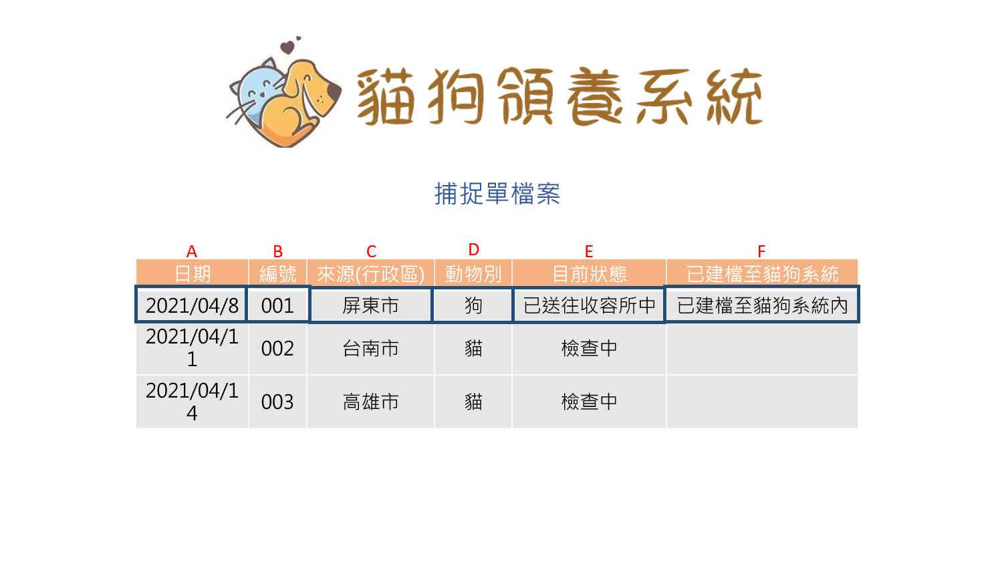 貓狗領養系統
捕捉單檔案
A B C D E F
日期 編號 來源(行政區) 動物別 目前狀態 已建檔至貓狗系統
2021/04/8 001 屏東市 狗 已送往收容所中 已建檔至貓狗系統內
2021/04/1
1 002 台南市 貓 檢查中
2021/04/1
4 003 高雄市 貓 檢查中